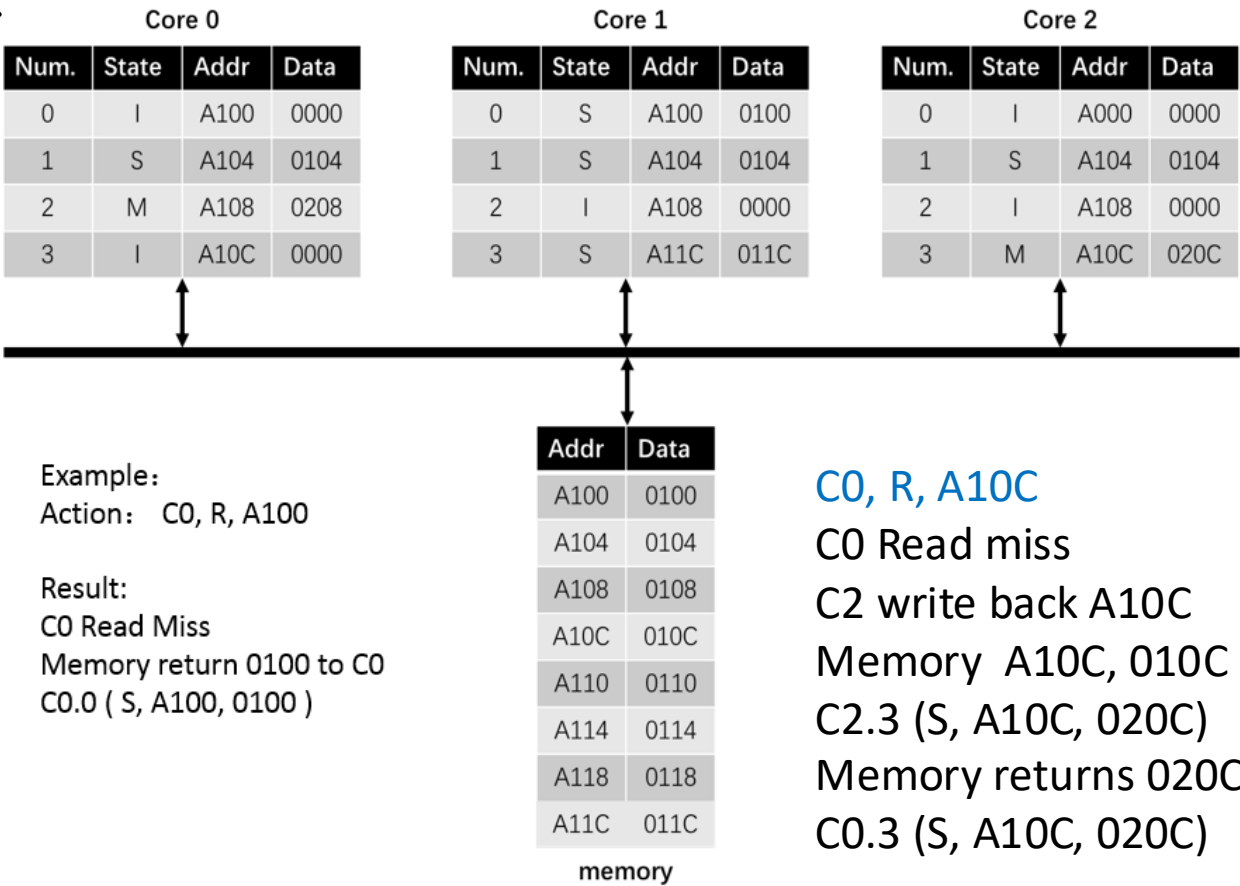 Core 0
Num. State Addr Data
0 I A100 0000
1 S A104 0104
2 M A108 0208
3 I A10C 0000
Core 1
Num. State Addr Data
0 S A100 0100
1 S A104 0104
2 I A108 0000
3 S A11C 011C
Core 2
Num. State Addr Data
0 I A000 0000
1 S A104 0104
2 I A108 0000
3 M A10C 020C
Example：
Action： C0, R, A100
Result:
C0 Read Miss
Memory return 0100 to C0
C0.0 ( S, A100, 0100 )
Addr Data
A100 0100
A104 0104
A108 0108
A10C 010C
A110 0110
A114 0114
A118 0118
A11C 011C
memory
C0, R, A10C
C0 Read miss
C2 write back A10C
Memory A10C, 010C
C2.3 (S, A10C, 020C)
Memory returns 020C
C0.3 (S, A10C, 020C)